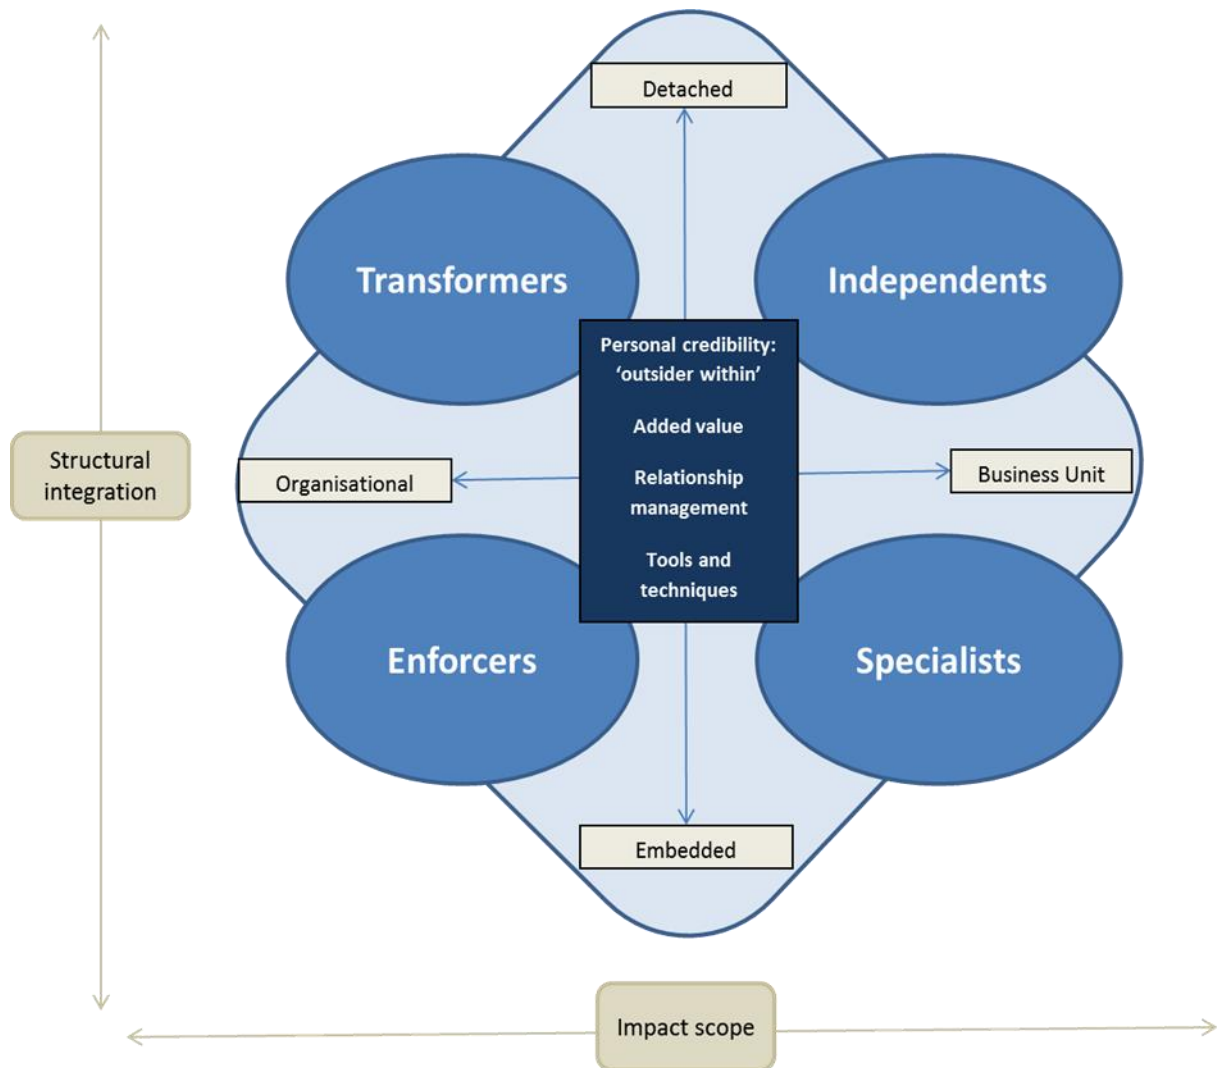 Detached
Transformers
Independents
Personal credibility:
‘outsider within’
Added value
Relationship
management
Tools and
techniques
Structural
integration
Organisational
Business Unit
Enforcers
Specialists
Embedded
Impact scope